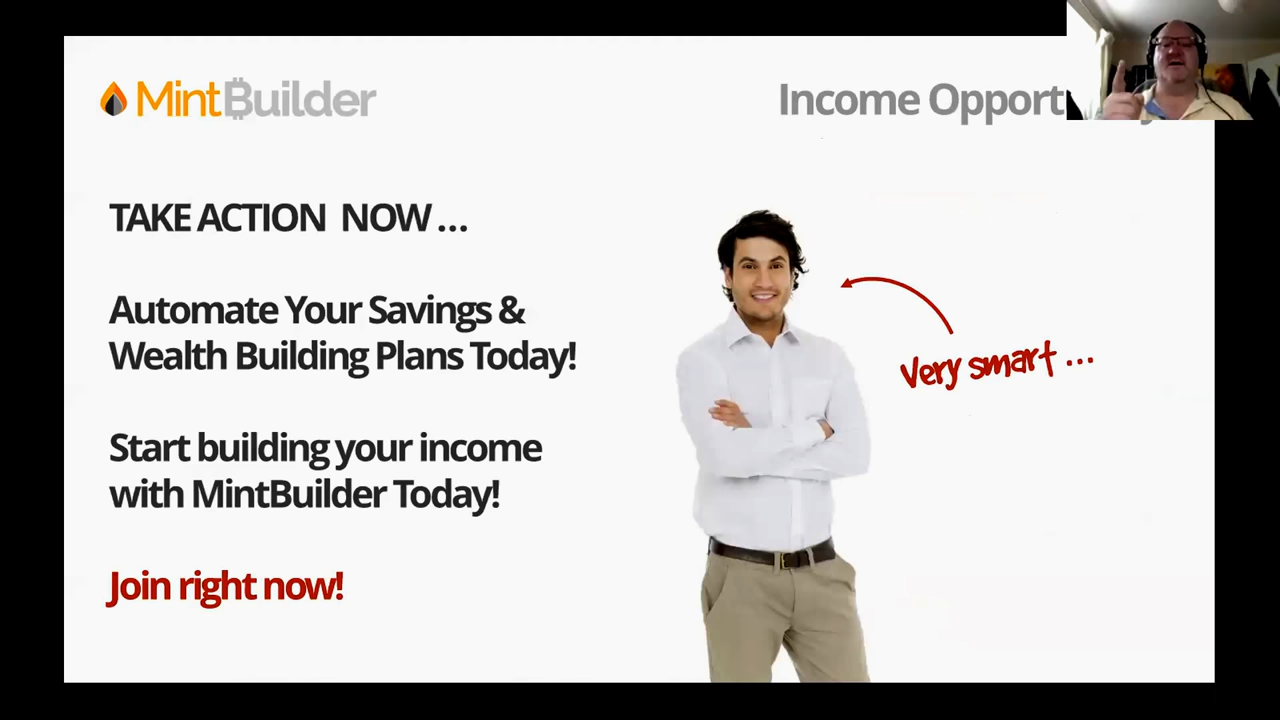 MintBuilder
Income Opport
TAKE ACTION NOW ...
Automate Your Savings &
Wealth Building Plans Today!
Start building your income
with MintBuilder Today!
Join right now!
Very smart ...